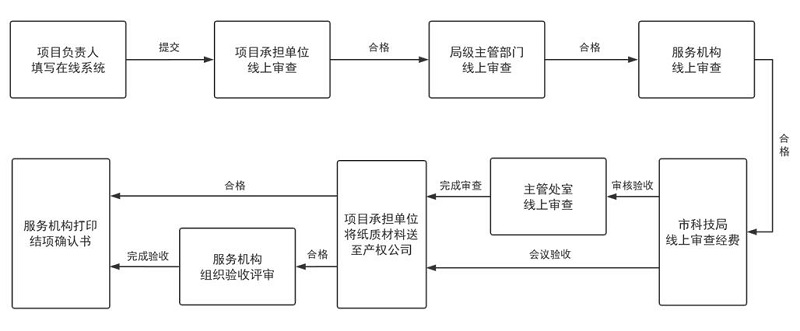 项目负责人
填写在线系统
提交
项目承担单位
线上审查
合格
局级主管部门
线上审查
合格
服务机构
线上审查
合格
市科技局
线上审查经费
审核验收
主管处室
线上审查
完成审查
会议验收
项目承担单位
将纸质材料送
至产权公司
合格
合格
服务机构
组织验收评审
完成验收
服务机构打印
结项确认书